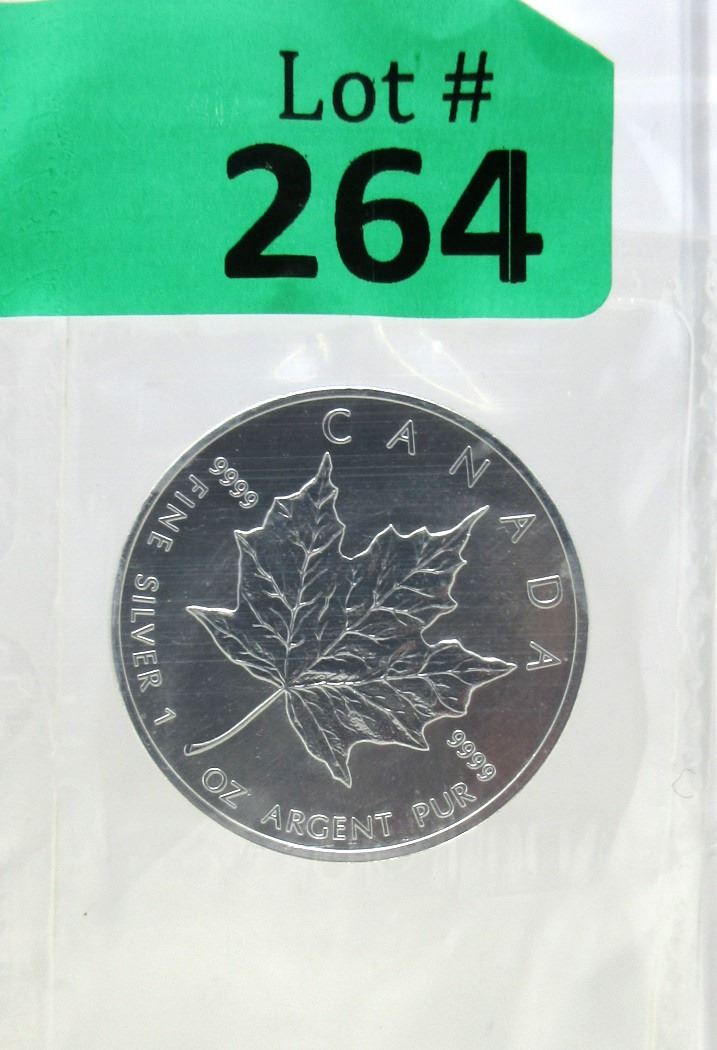 Lot #
264
CANADA
9999
FINE SILVER 1 OZ ARGENT PUR
9999